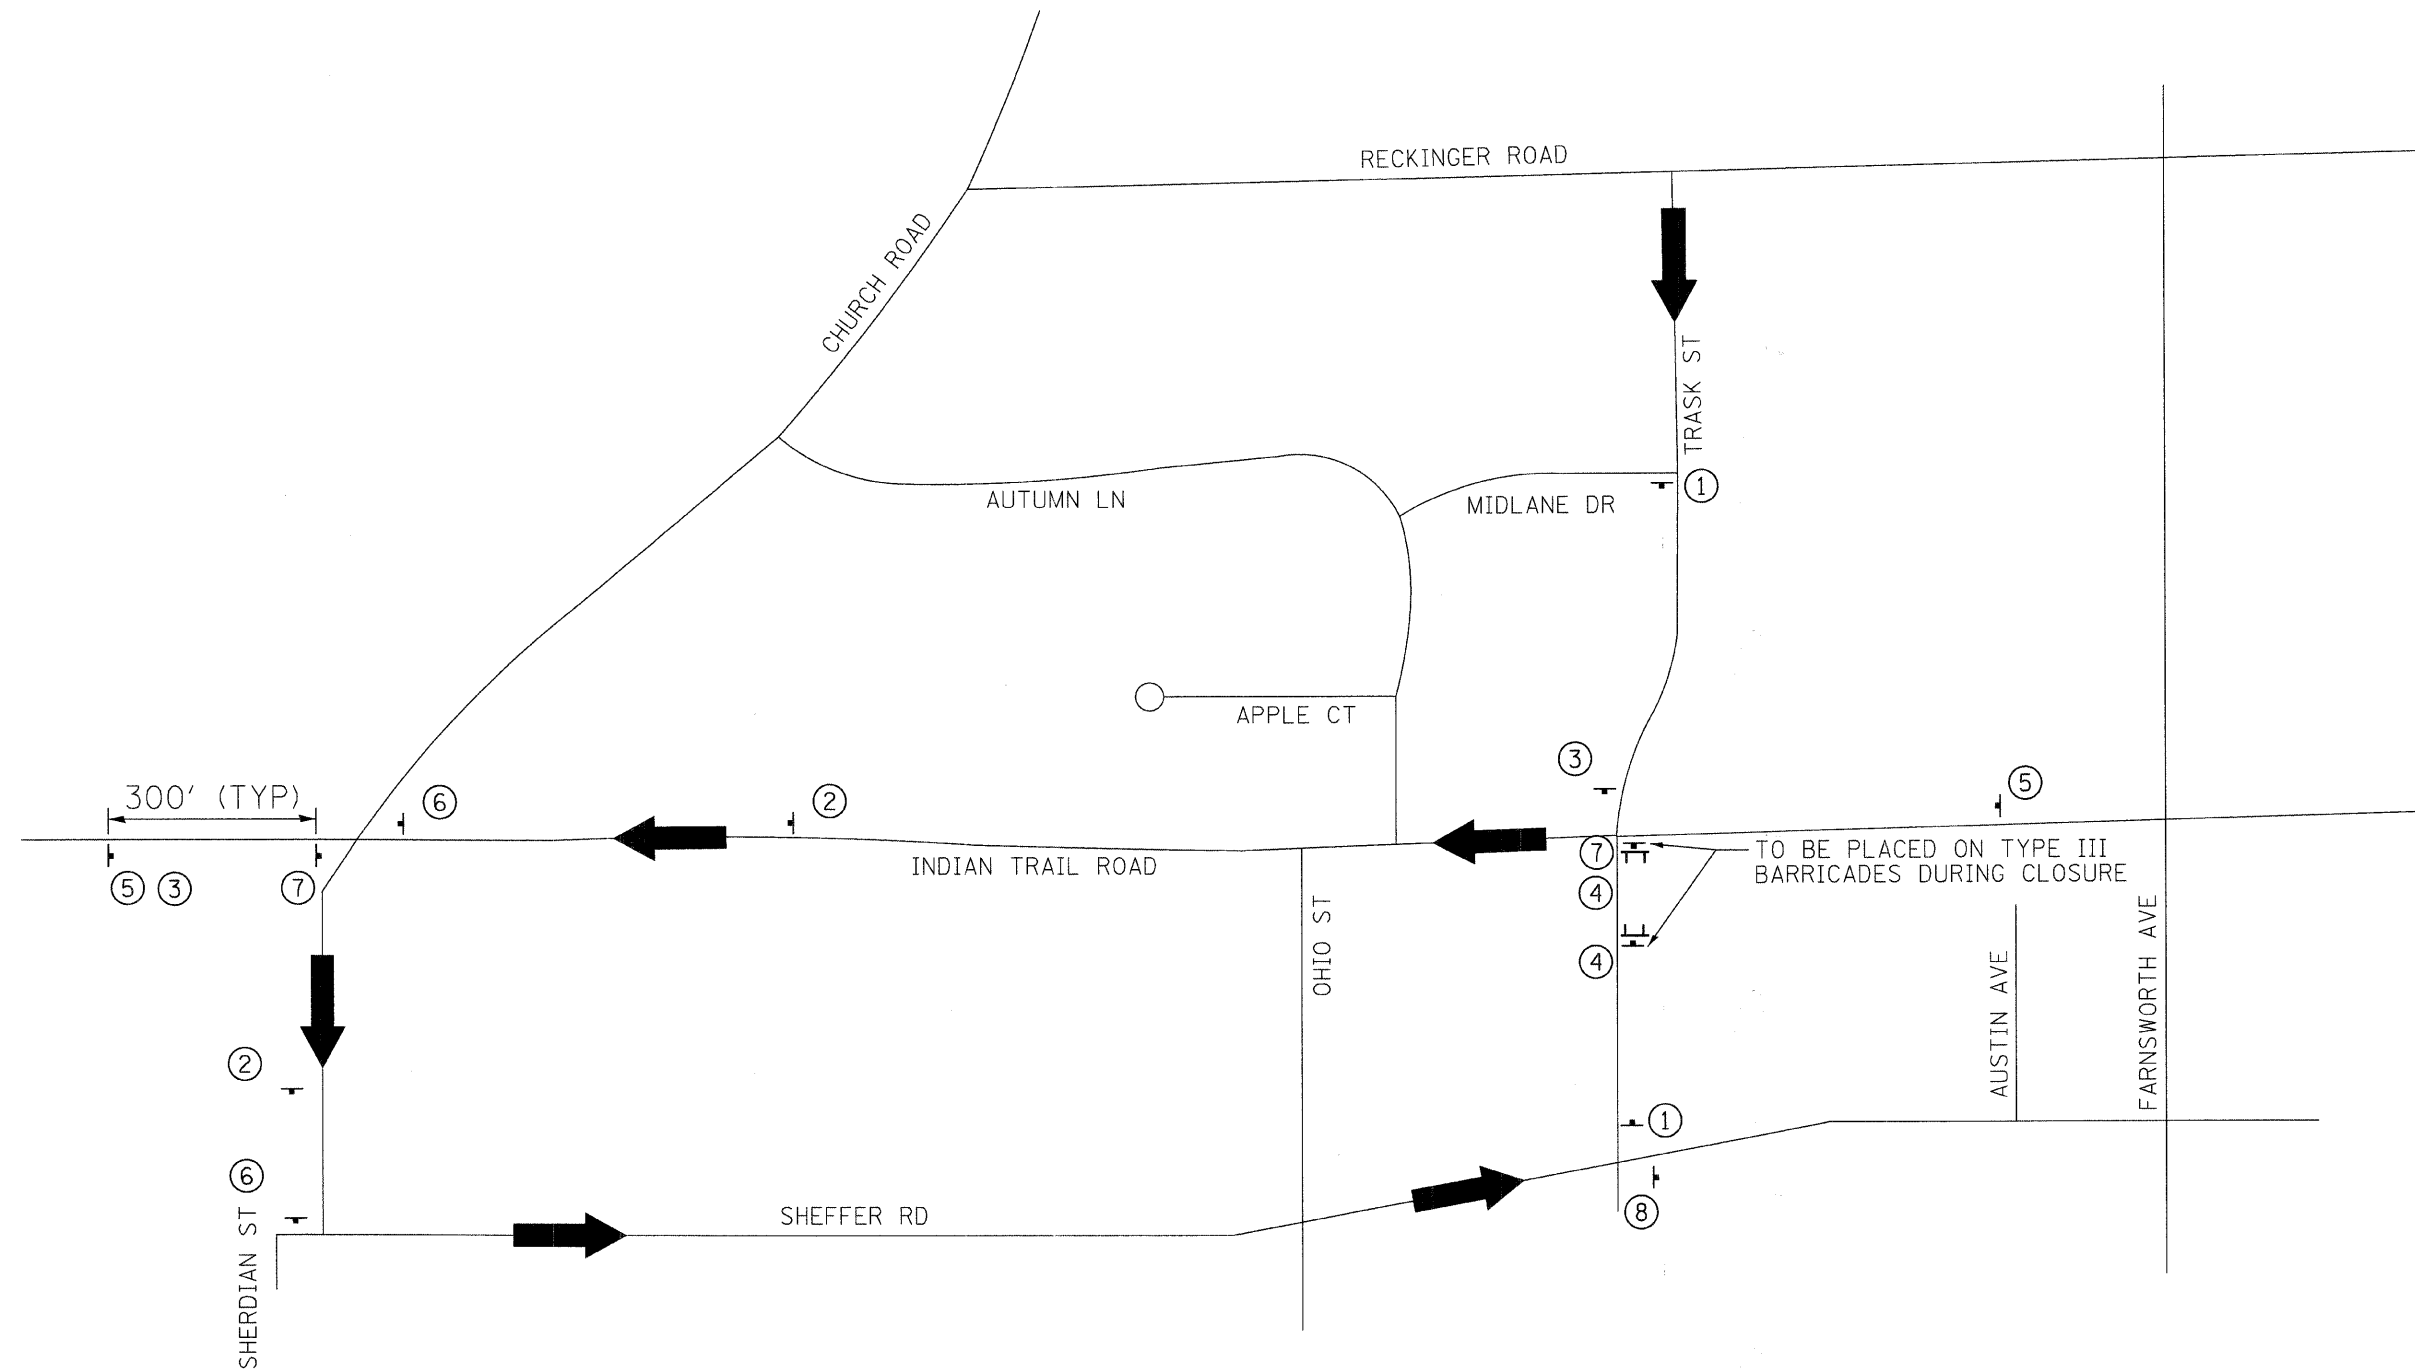 RECKINGER ROAD
CHURCH ROAD
TRASK ST
AUTUMN LN
MIDLANE DR
1
APPLE CT
3
5
300' (TYP)
6
2
INDIAN TRAIL ROAD
7
TO BE PLACED ON TYPE III
BARRICADES DURING CLOSURE
5 3
7
4
4
OHIO ST
AUSTIN AVE
FARNSWORTH AVE
2
1
6
8
SHEFFER RD
SHERDIAN ST